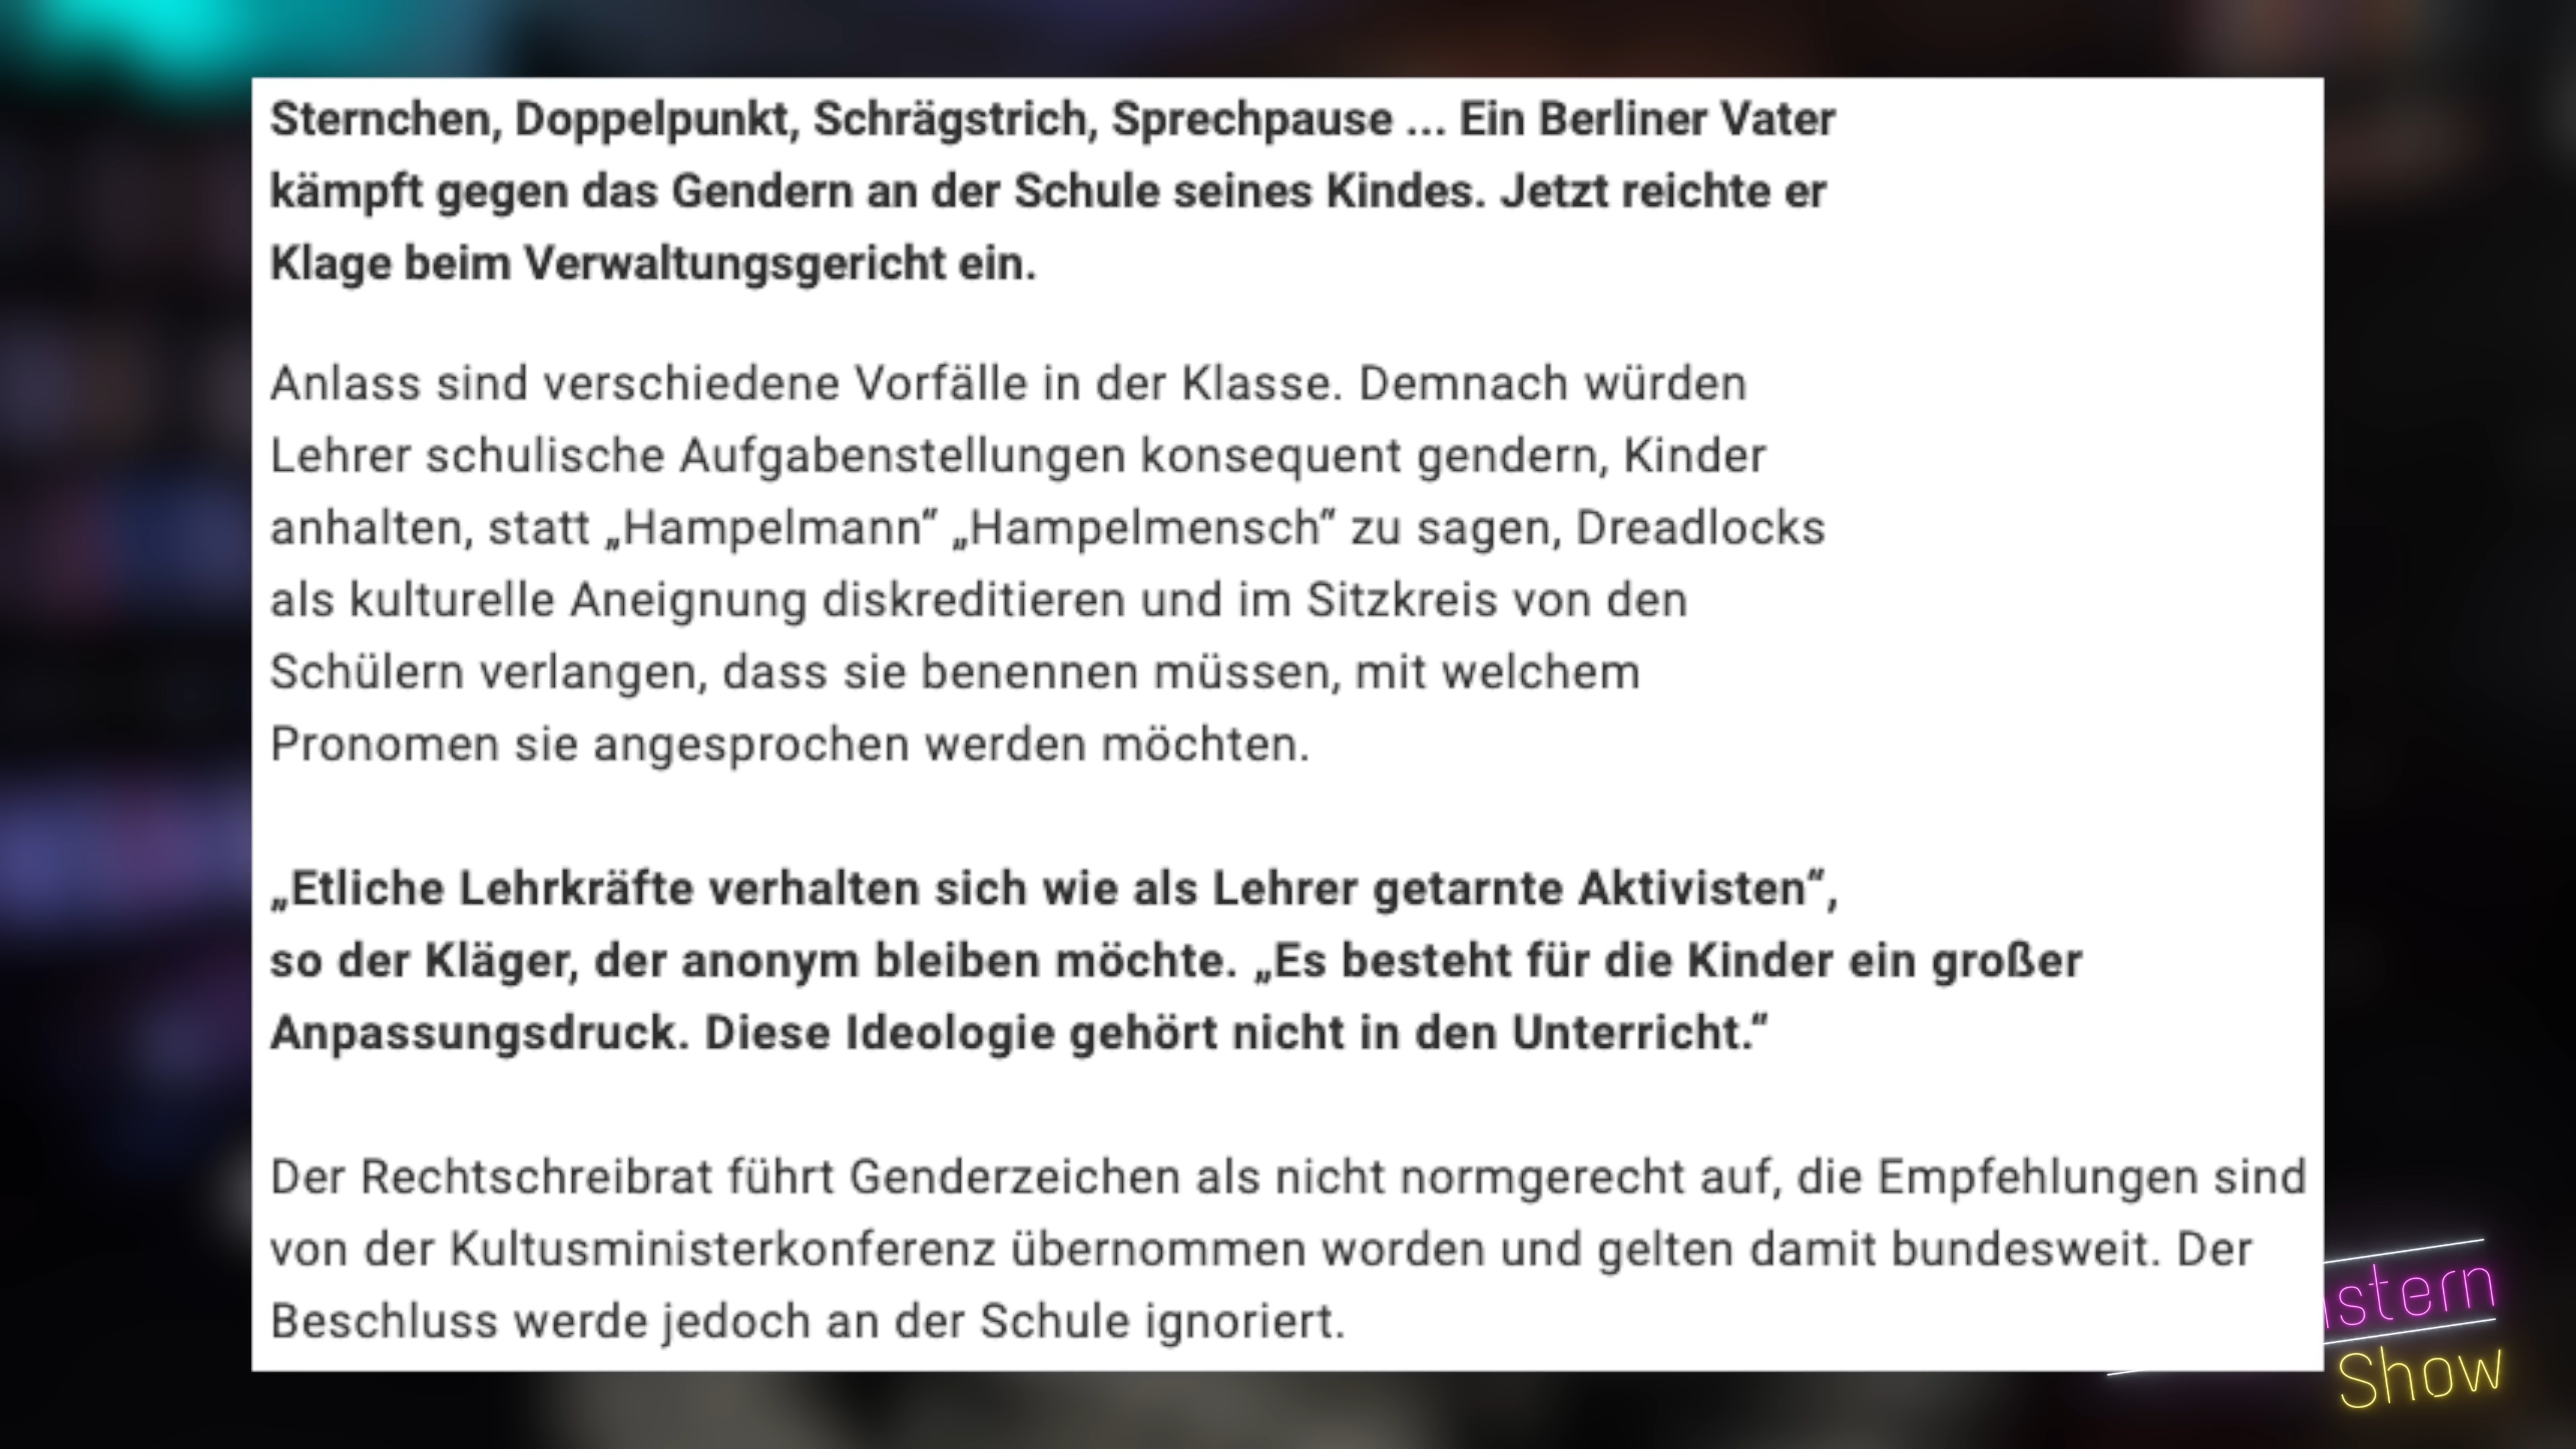 Sternchen, Doppelpunkt, Schrägstrich, Sprechpause ... Ein Berliner Vater
kämpft gegen das Gendern an der Schule seines Kindes. Jetzt reichte er
Klage beim Verwaltungsgericht ein.
Anlass sind verschiedene Vorfälle in der Klasse. Demnach würden
Lehrer schulische Aufgabenstellungen konsequent gendern, Kinder
anhalten, statt „Hampelmann“ „Hampelmensch“ zu sagen, Dreadlocks
als kulturelle Aneignung diskreditieren und im Sitzkreis von den
Schülern verlangen, dass sie benennen müssen, mit welchem
Pronomen sie angesprochen werden möchten.
„Etliche Lehrkräfte verhalten sich wie als Lehrer getarnte Aktivisten“,
so der Kläger, der anonym bleiben möchte. „Es besteht für die Kinder ein großer
Anpassungsdruck. Diese Ideologie gehört nicht in den Unterricht.“
Der Rechtschreibrat führt Genderzeichen als nicht normgerecht auf, die Empfehlungen sind
von der Kultusministerkonferenz übernommen worden und gelten damit bundesweit. Der
Beschluss werde jedoch an der Schule ignoriert.
Show